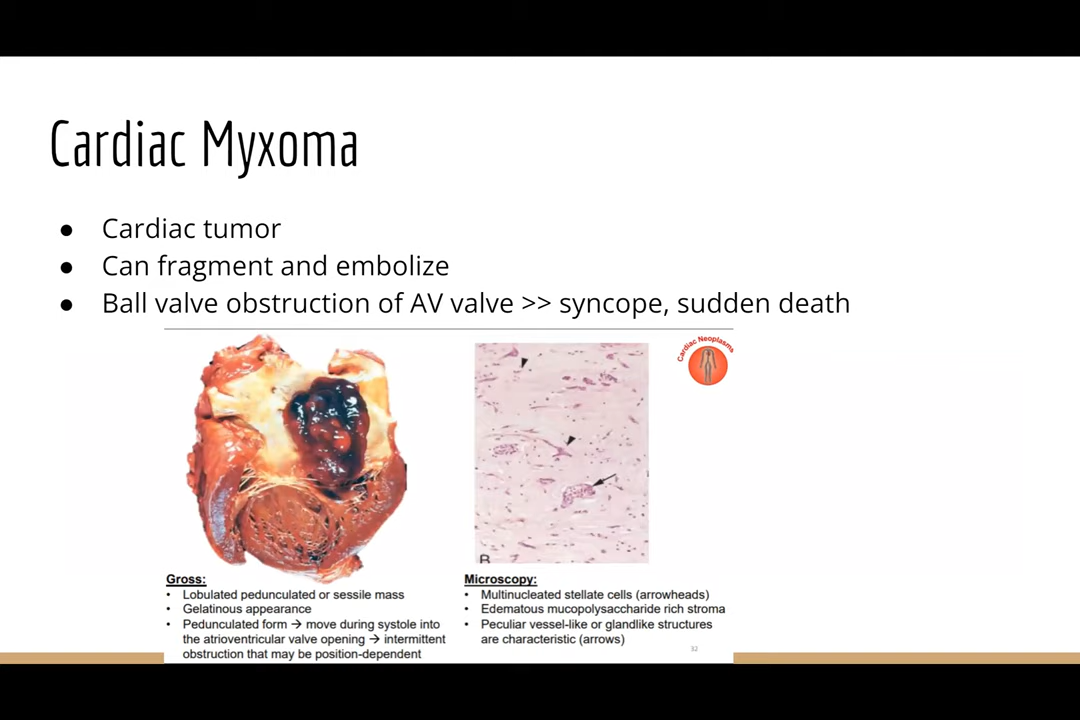 Cardiac Myxoma
● Cardiac tumor
● Can fragment and embolize
● Ball valve obstruction of AV valve >> syncope, sudden death
Cardiac Neoplasms
B
Gross:
• Lobulated pedunculated or sessile mass
• Gelatinous appearance
• Pedunculated form → move during systole into
the atrioventricular valve opening → intermittent
obstruction that may be position-dependent
Microscopy:
• Multinucleated stellate cells (arrowheads)
• Edematous mucopolysaccharide rich stroma
• Peculiar vessel-like or glandlike structures
are characteristic (arrows)
32